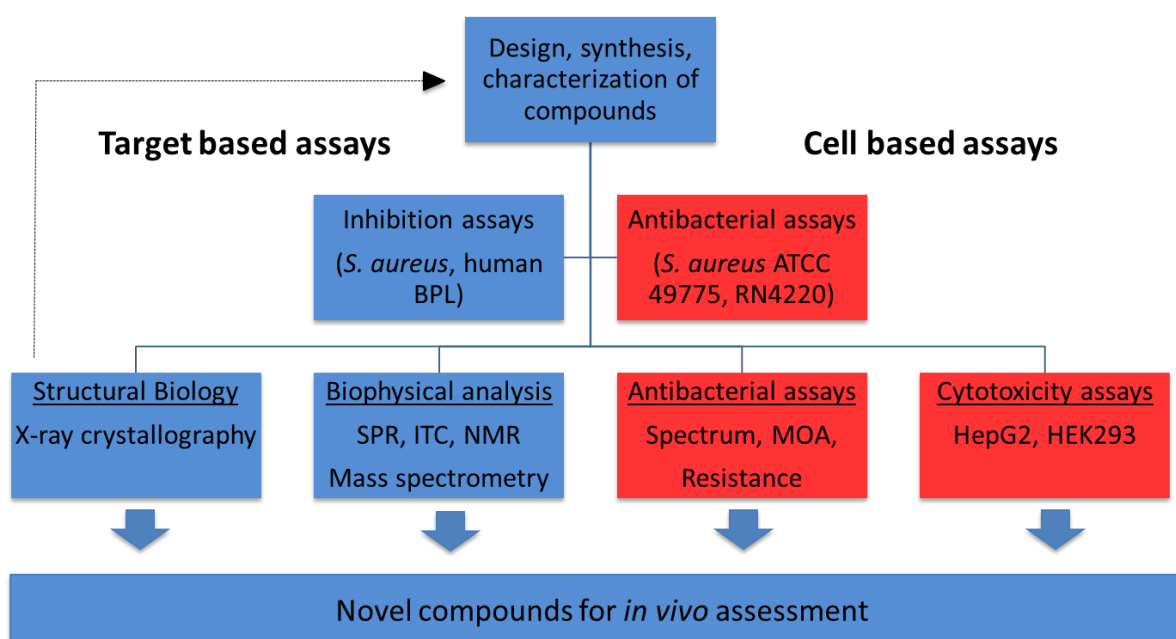 Design, synthesis,
characterization of
compounds
Target based assays
Cell based assays
Inhibition assays
(S. aureus, human
BPL)
Antibacterial assays
(S. aureus ATCC
49775, RN4220)
Structural Biology
X-ray crystallography
Biophysical analysis
SPR, ITC, NMR
Mass spectrometry
Antibacterial assays
Spectrum, MOA,
Resistance
Cytotoxicity assays
HepG2, HEK293
Novel compounds for in vivo assessment